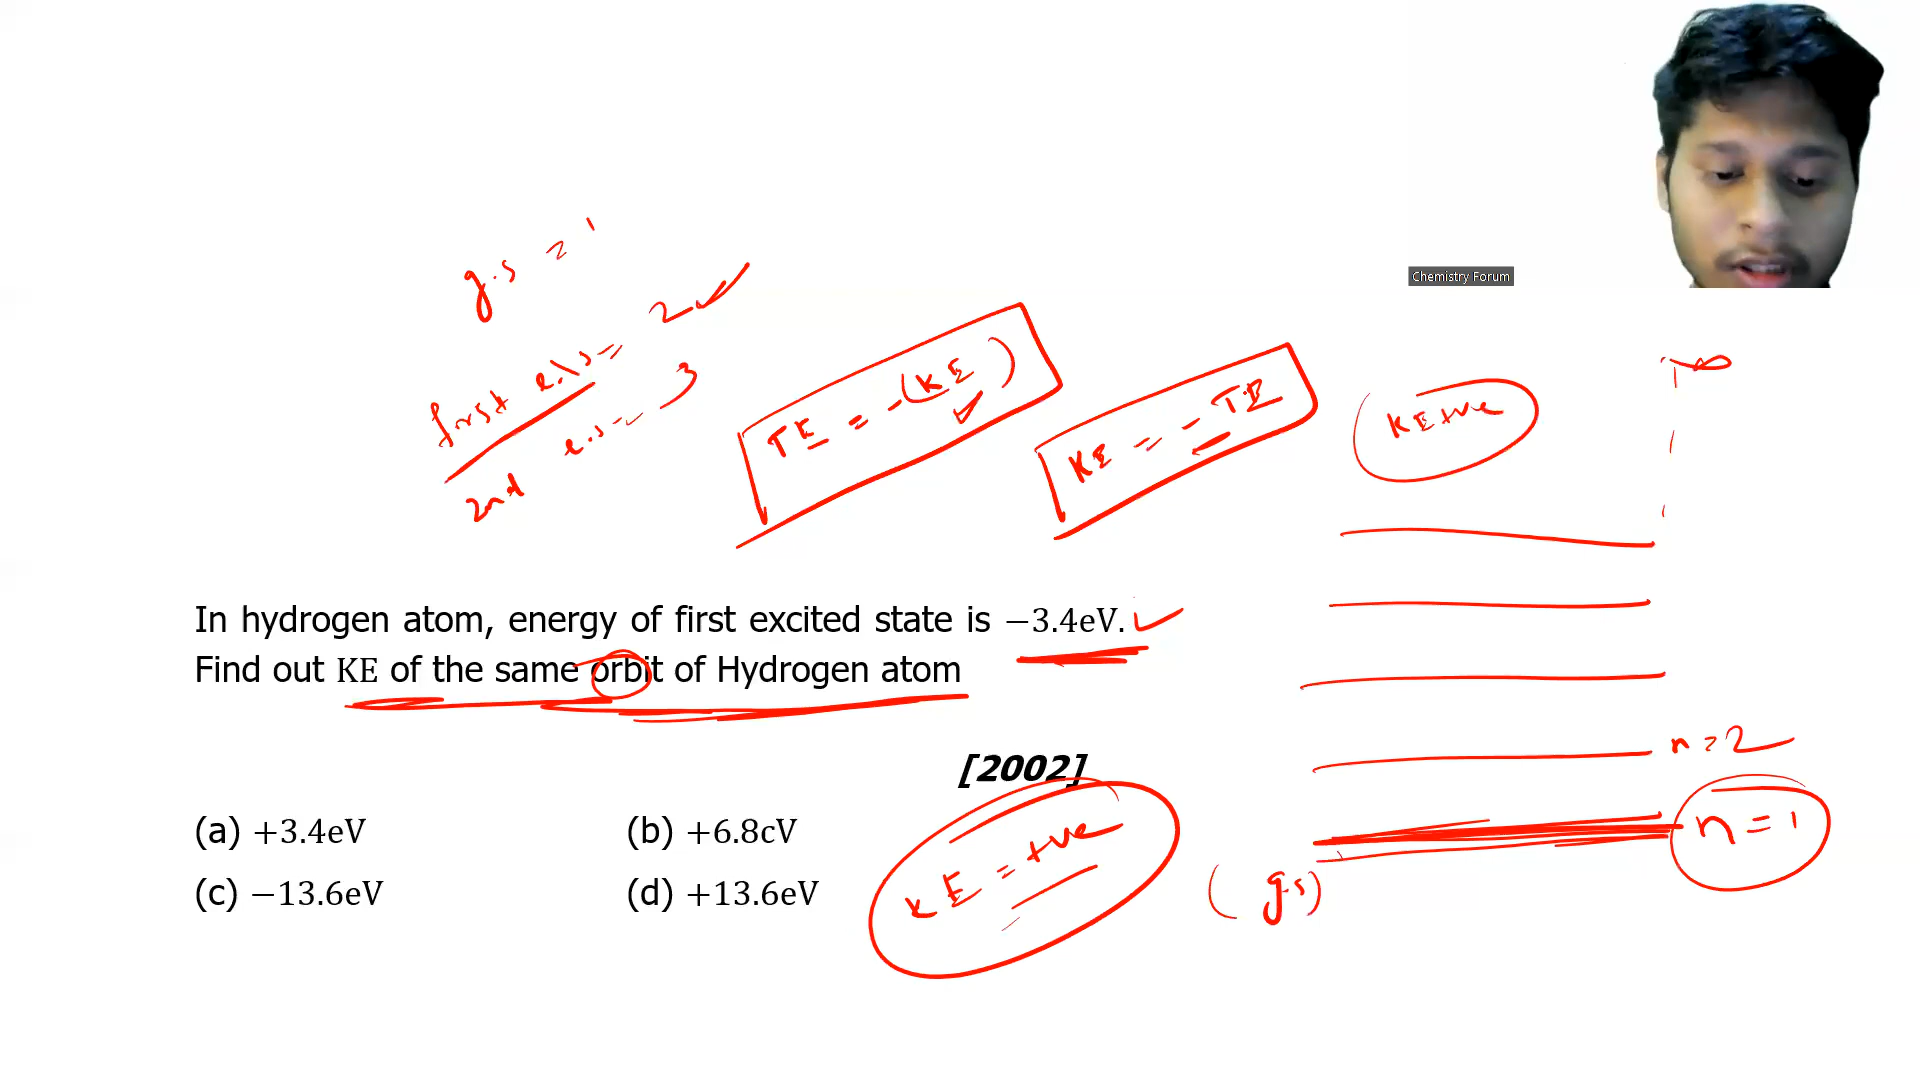 Chemistry Forum
g.s = 1
first e.s = 2
2nd e.s = 3
TE = -(KE)
KE = -TE
KE +ve
∞
In hydrogen atom, energy of first excited state is −3.4eV.
Find out KE of the same orbit of Hydrogen atom
n = 2
[2002]
(a) +3.4eV (b) +6.8cV
KE = +ve
n = 1
(c) −13.6eV (d) +13.6eV
(g.s)